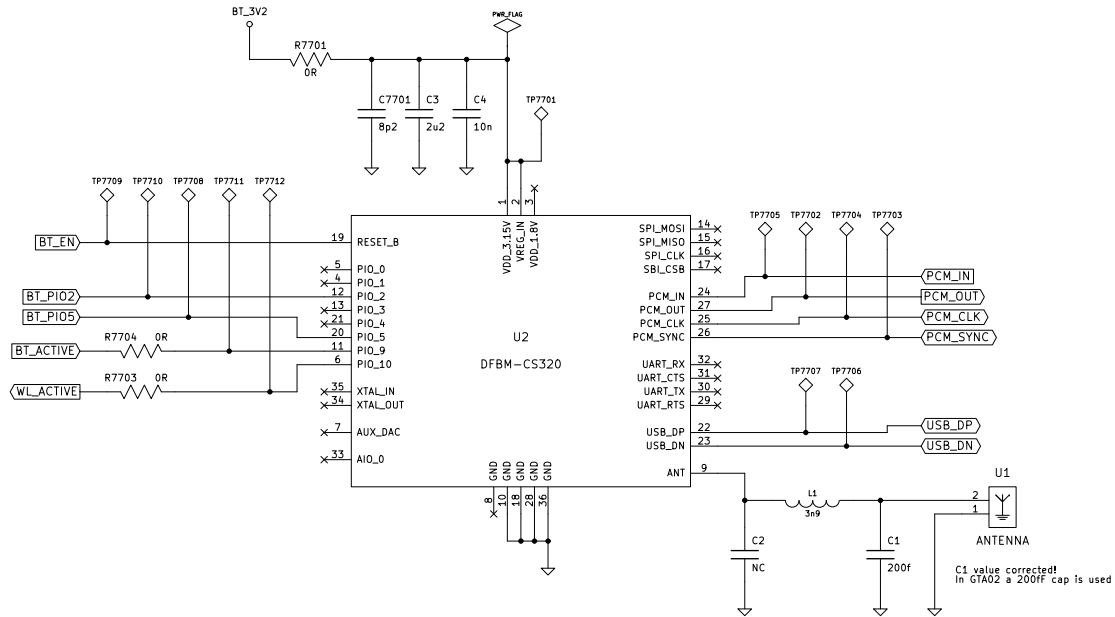 BT_3V2
PWR_FLAG
R7701
0R
C7701
8p2
C3
2u2
C4
10n
TP7701
TP7709
TP7710
TP7708
TP7711
TP7712
TP7705
TP7702
TP7704
TP7703
1
2
3
VDD_3.15V
VREG_IN
VDD_1.8V
BT_EN
19
RESET_B
5
PIO_0
4
PIO_1
BT_PIO2
12
PIO_2
13
PIO_3
BT_PIO5
21
PIO_4
20
PIO_5
BT_ACTIVE
R7704
0R
11
PIO_9
WL_ACTIVE
R7703
0R
6
PIO_10
35
XTAL_IN
34
XTAL_OUT
7
AUX_DAC
33
AIO_0
U2
DFBM-CS320
SPI_MOSI
14
SPI_MISO
15
SPI_CLK
16
SBI_CSB
17
PCM_IN
24
PCM_IN
PCM_OUT
27
PCM_OUT
PCM_CLK
25
PCM_CLK
PCM_SYNC
26
PCM_SYNC
UART_RX
32
UART_CTS
31
UART_TX
30
UART_RTS
29
TP7707
TP7706
USB_DP
22
USB_DP
USB_DN
23
USB_DN
ANT
9
GND
GND
GND
GND
GND
8
10
18
28
36
L1
3n9
C2
NC
C1
200f
U1
2
1
ANTENNA
C1 value corrected!
In GTA02 a 200fF cap is used